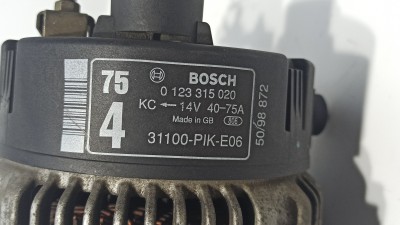 75
4
BOSCH
0 123 315 020
KC ← 14V 40-75A
Made in GB
31100-PIK-E06
50/98 872